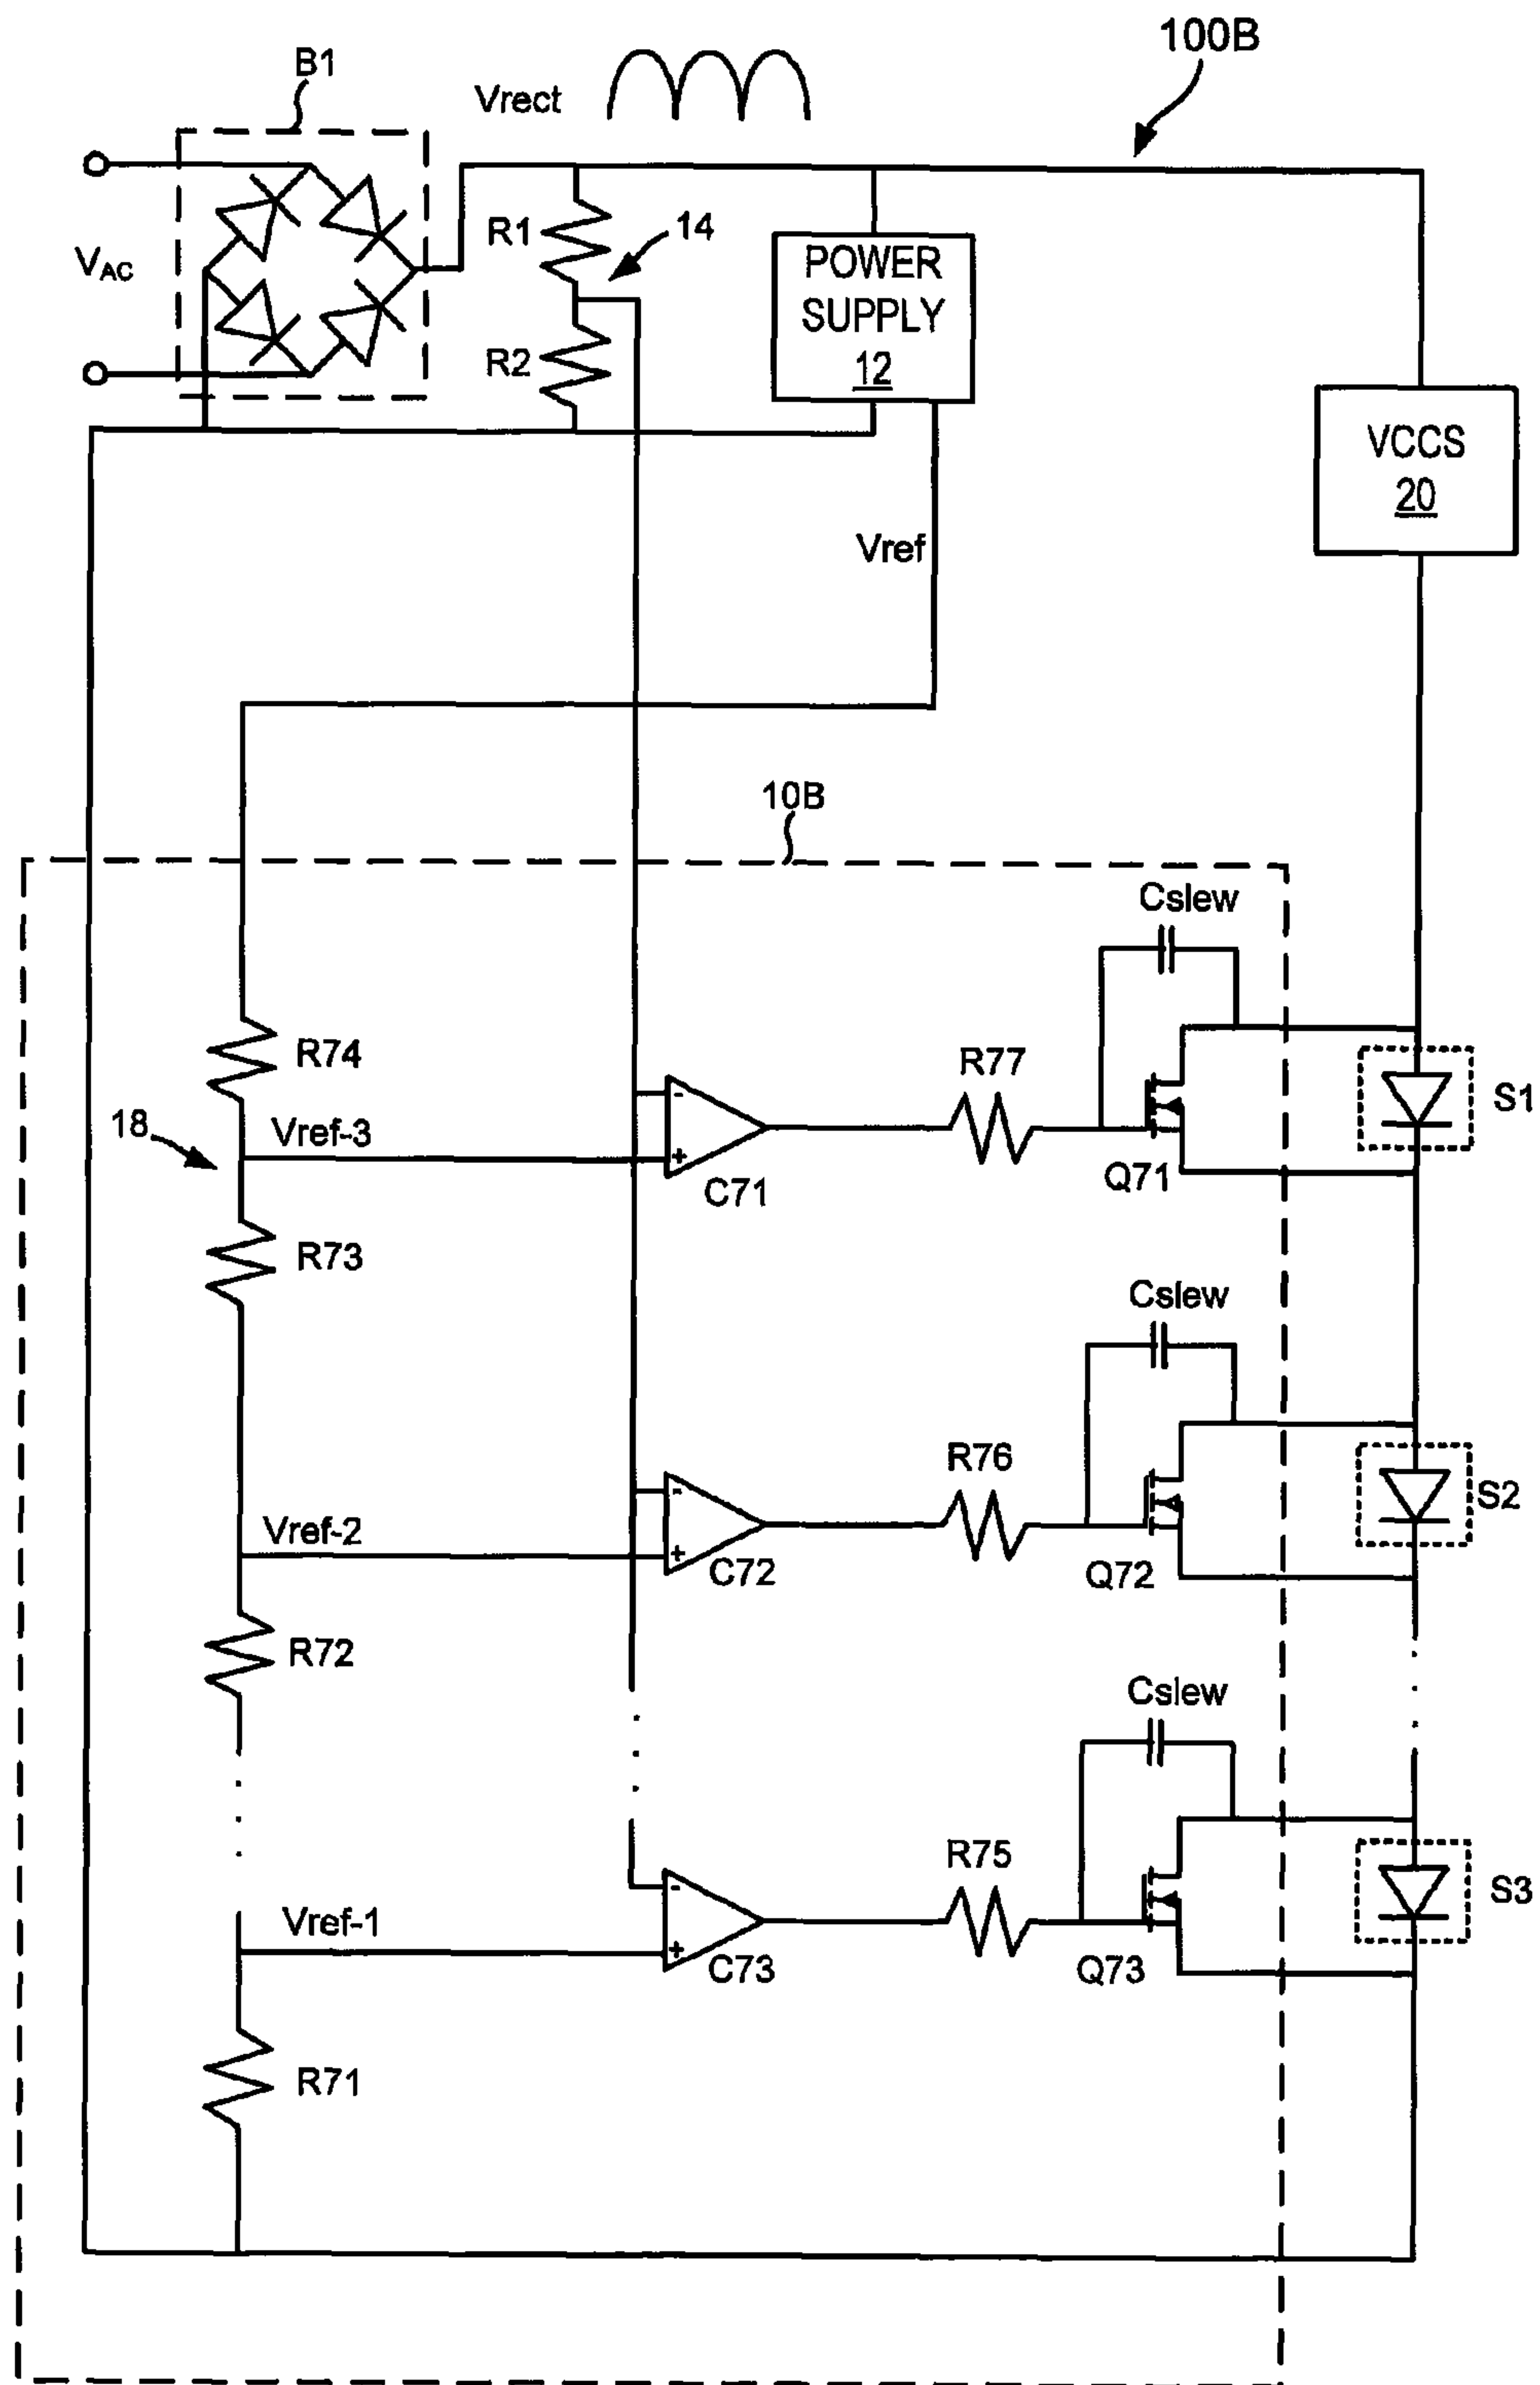 100B
B1
Vrect
VAC
R1
14
R2
POWER
SUPPLY
12
VCCS
20
Vref
10B
Cslew
R74
R77
S1
18
Vref-3
-
+
C71
Q71
R73
Cslew
R76
S2
Vref-2
-
+
C72
Q72
R72
Cslew
R75
S3
Vref-1
-
+
C73
Q73
R71